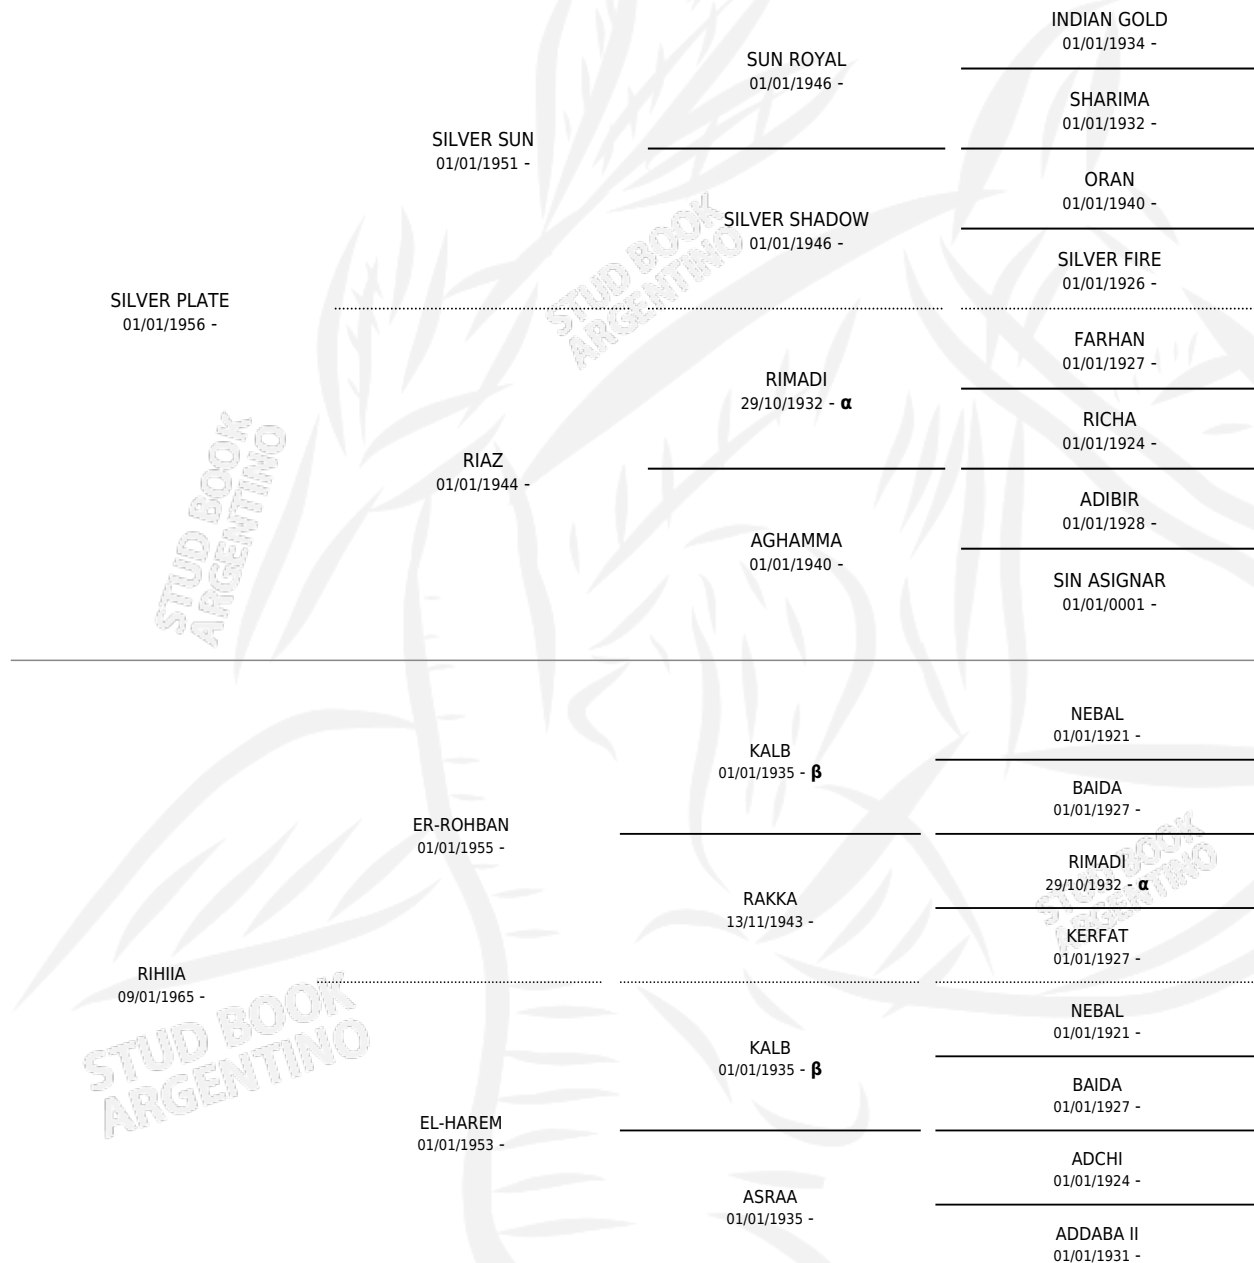 INDIAN GOLD
01/01/1934 -
SUN ROYAL
01/01/1946 -
SHARIMA
01/01/1932 -
SILVER SUN
01/01/1951 -
ORAN
01/01/1940 -
SILVER SHADOW
01/01/1946 -
SILVER FIRE
01/01/1926 -
SILVER PLATE
01/01/1956 -
FARHAN
01/01/1927 -
RIMADI
29/10/1932 - α
RICHA
01/01/1924 -
RIAZ
01/01/1944 -
ADIBIR
01/01/1928 -
AGHAMMA
01/01/1940 -
SIN ASIGNAR
01/01/0001 -
STUD BOOK
ARGENTINO
STUD BOOK
ARGENTINO
NEBAL
01/01/1921 -
KALB
01/01/1935 - β
BAIDA
01/01/1927 -
ER-ROHBAN
01/01/1955 -
RIMADI
29/10/1932 - α
RAKKA
13/11/1943 -
KERFAT
01/01/1927 -
RIHIIA
09/01/1965 -
NEBAL
01/01/1921 -
KALB
01/01/1935 - β
BAIDA
01/01/1927 -
EL-HAREM
01/01/1953 -
ADCHI
01/01/1924 -
ASRAA
01/01/1935 -
ADDABA II
01/01/1931 -
STUD BOOK
ARGENTINO
STUD BOOK
ARGENTINO